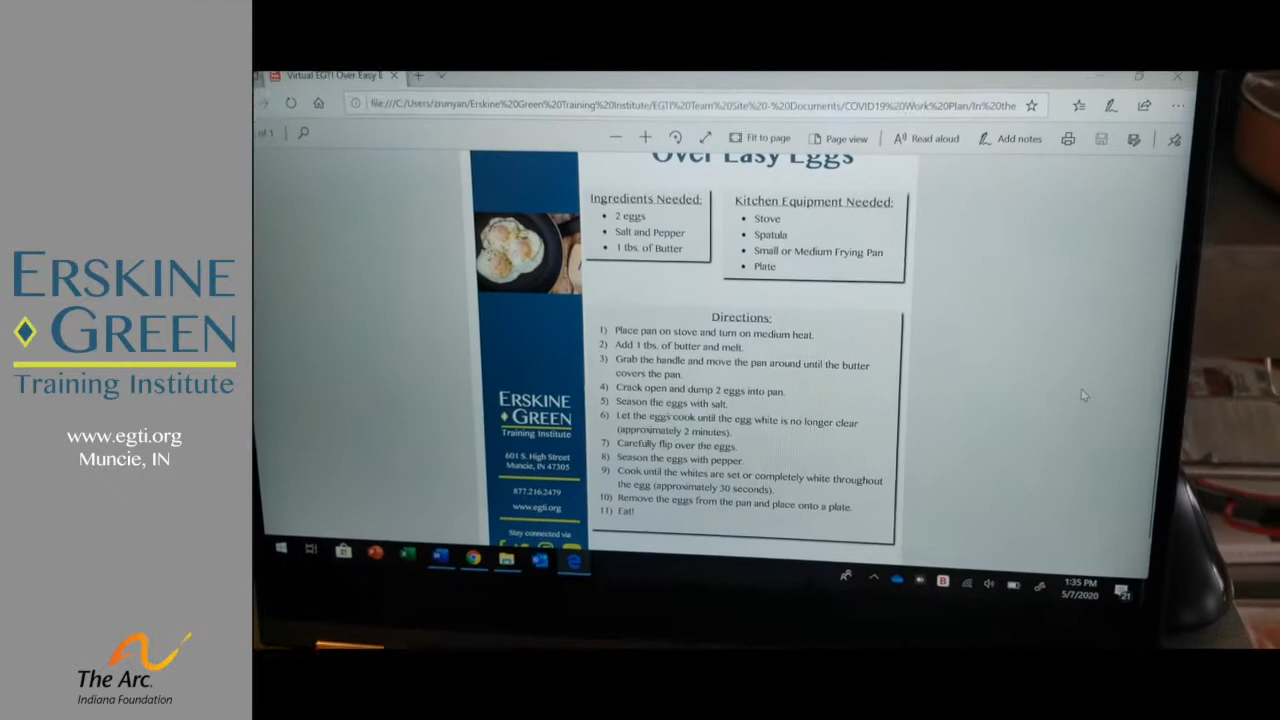 ERSKINE
GREEN
Training Institute
www.egti.org
Muncie, IN
The Arc.
Indiana Foundation
Virtual EGTI Over Easy E
file:///C:/Users/zrunyan/Erskine%20Green%20Training%20Institute/EGTI%20Team%20Site%20-%20Documents/COVID19%20Work%20Plan/In%20the
of 1
Fit to page
Page view
Read aloud
Add notes
Over Easy Eggs
Ingredients Needed:
• 2 eggs
• Salt and Pepper
• 1 tbs. of Butter
Kitchen Equipment Needed:
• Stove
• Spatula
• Small or Medium Frying Pan
• Plate
Directions:
1) Place pan on stove and turn on medium heat.
2) Add 1 tbs. of butter and melt.
3) Grab the handle and move the pan around until the butter
covers the pan.
4) Crack open and dump 2 eggs into pan.
5) Season the eggs with salt.
6) Let the eggs cook until the egg white is no longer clear
(approximately 2 minutes).
7) Carefully flip over the eggs.
8) Season the eggs with pepper.
9) Cook until the whites are set or completely white throughout
the egg (approximately 30 seconds).
10) Remove the eggs from the pan and place onto a plate.
11) Eat!
ERSKINE
GREEN
Training Institute
601 S. High Street
Muncie, IN 47305
877.216.2479
www.egti.org
Stay connected via
1:35 PM
5/7/2020
21